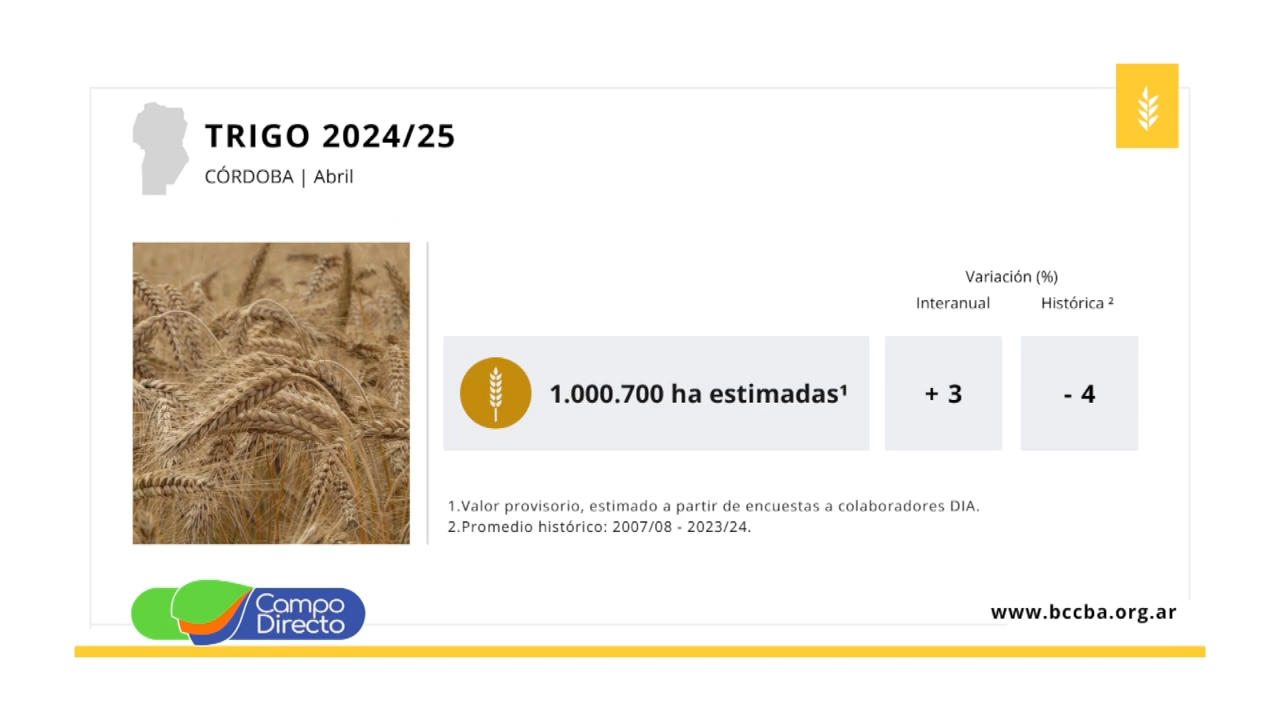 TRIGO 2024/25
CÓRDOBA | Abril
Variación (%)
Interanual Histórica ²
1.000.700 ha estimadas¹ + 3 - 4
1.Valor provisorio, estimado a partir de encuestas a colaboradores DIA.
2.Promedio histórico: 2007/08 - 2023/24.
Campo
Directo
www.bccba.org.ar